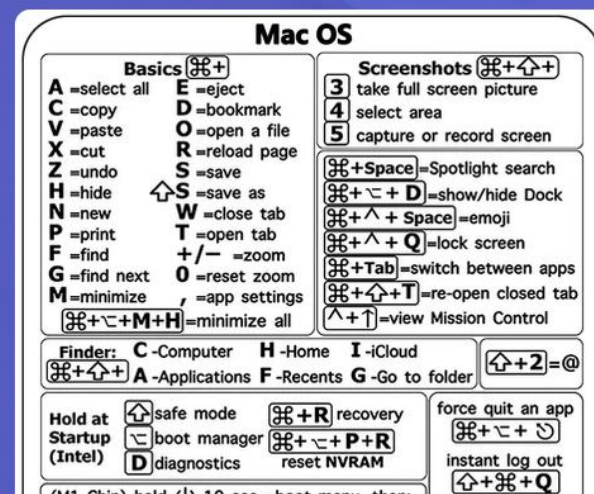 Mac OS
Basics ⌘+
A =select all E =eject
C =copy D =bookmark
V =paste O =open a file
X =cut R =reload page
Z =undo S =save
H =hide ⇧S =save as
N =new W =close tab
P =print T =open tab
F =find +/− =zoom
G =find next 0 =reset zoom
M =minimize , =app settings
⌘+⌥+M+H =minimize all
Screenshots ⌘+⇧+
3 take full screen picture
4 select area
5 capture or record screen
⌘+Space =Spotlight search
⌘+⌥+D =show/hide Dock
⌘+^+Space =emoji
⌘+^+Q =lock screen
⌘+Tab =switch between apps
⌘+⇧+T =re-open closed tab
^+↑ =view Mission Control
Finder: C -Computer H -Home I -iCloud
⌘+⇧+ A -Applications F -Recents G -Go to folder
⇧+2 =@
Hold at
Startup
(Intel)
⇧ safe mode ⌘+R recovery
⌥ boot manager ⌘+⌥+P+R
D diagnostics reset NVRAM
force quit an app
⌘+⌥+⎋
instant log out
⇧+⌘+Q